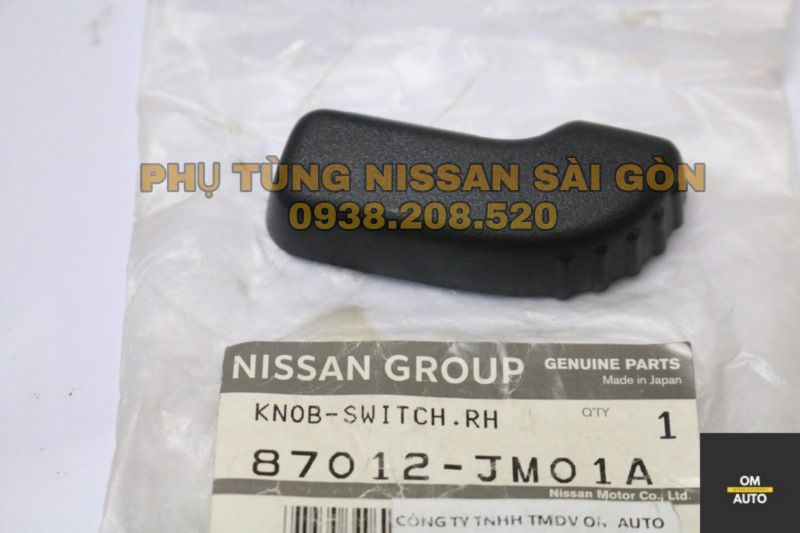 PHỤ TÙNG NISSAN SÀI GÒN
0938.208.520
NISSAN GROUP
GENUINE PARTS
Made in Japan
KNOB-SWITCH.RH
Q'TY 1
87012-JM01A
Nissan Motor Co., Ltd.
CÔNG TY TNHH TMDV AUTO
OM
AUTO